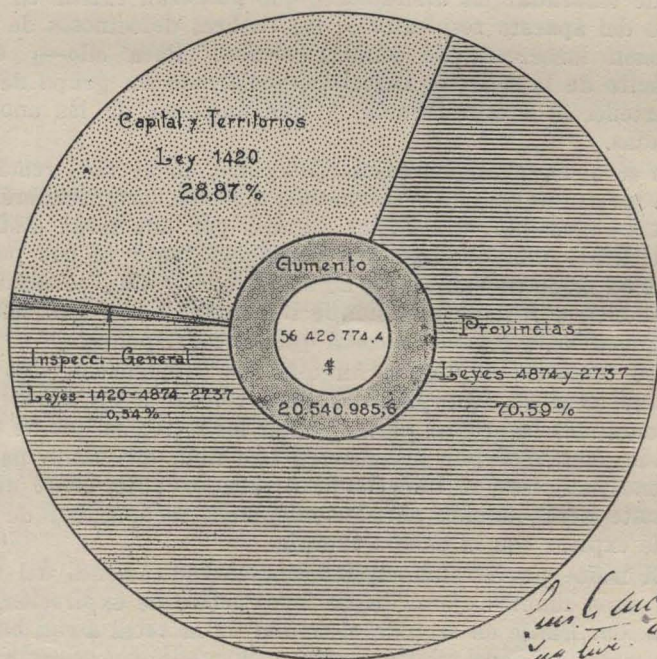 Capital y Territorios
Ley 1420
28,87 %
Aumento
56 420 774,4
$
20,540,985,6
Provincias
Leyes 4874 y 2737
70,59 %
Inspecc. General
Leyes-1420-4874-2737
0,54 %